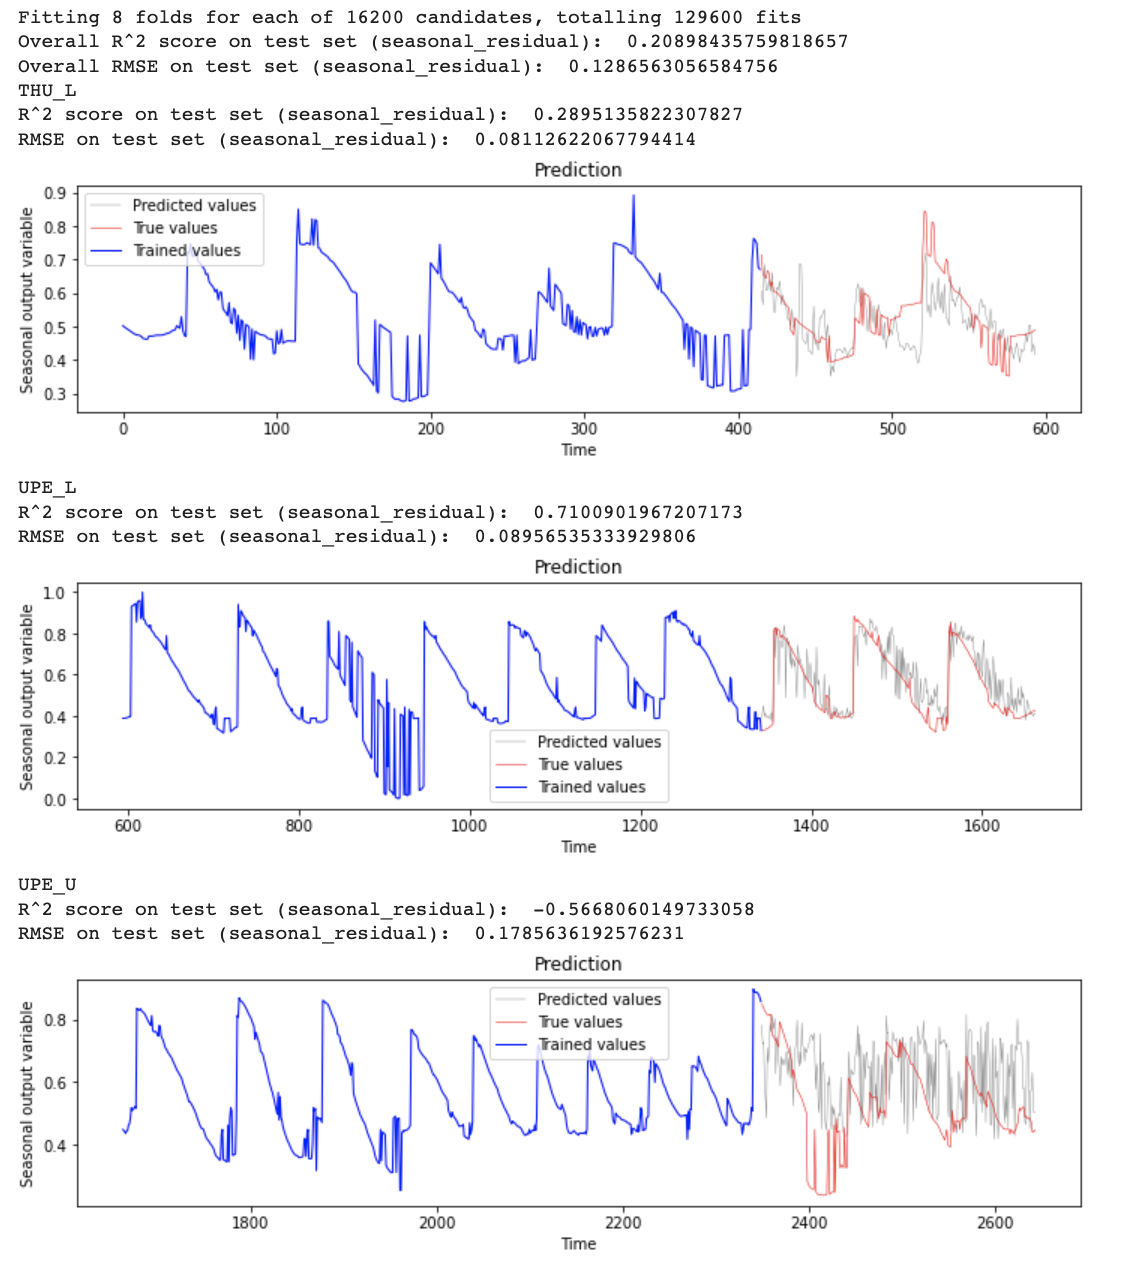 Fitting 8 folds for each of 16200 candidates, totalling 129600 fits
Overall R^2 score on test set (seasonal_residual):  0.20898435759818657
Overall RMSE on test set (seasonal_residual):  0.1286563056584756
THU_L
R^2 score on test set (seasonal_residual):  0.2895135822307827
RMSE on test set (seasonal_residual):  0.08112622067794414
Prediction
Seasonal output variable
0.9
0.8
0.7
0.6
0.5
0.4
0.3
Predicted values
True values
Trained values
0 100 200 300 400 500 600
Time
UPE_L
R^2 score on test set (seasonal_residual):  0.7100901967207173
RMSE on test set (seasonal_residual):  0.08956535333929806
Prediction
Seasonal output variable
1.0
0.8
0.6
0.4
0.2
0.0
Predicted values
True values
Trained values
600 800 1000 1200 1400 1600
Time
UPE_U
R^2 score on test set (seasonal_residual):  -0.5668060149733058
RMSE on test set (seasonal_residual):  0.1785636192576231
Prediction
Seasonal output variable
0.8
0.6
0.4
Predicted values
True values
Trained values
1800 2000 2200 2400 2600
Time